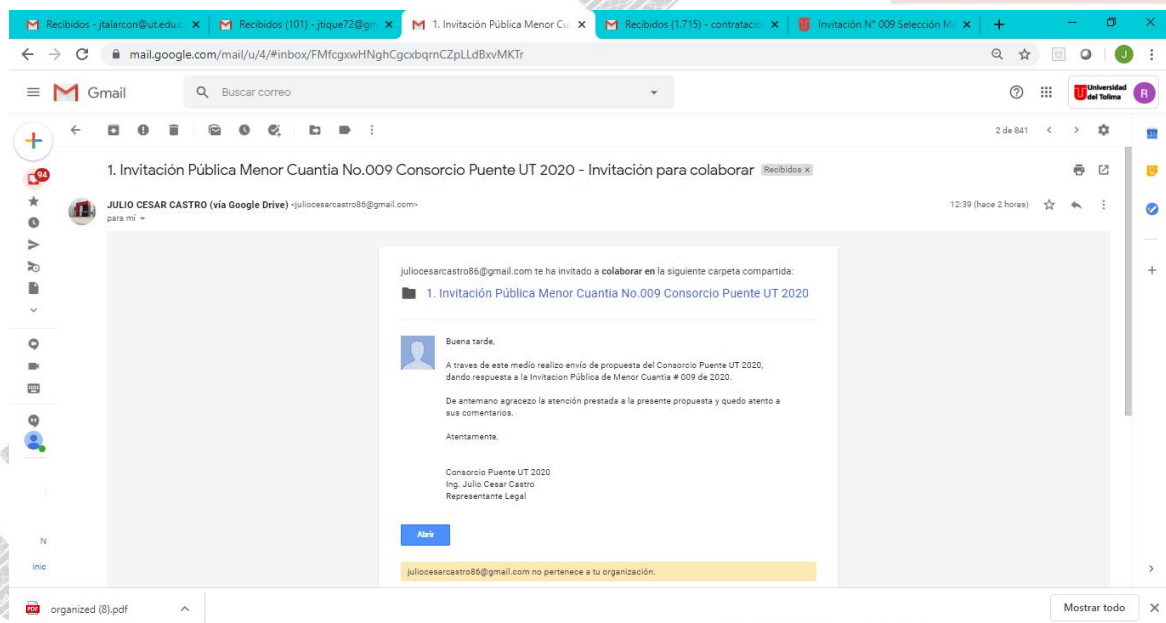 Recibidos - jtalarcon@ut.edu.c
Recibidos (101) - jtique72@gm
1. Invitación Pública Menor Cu
Recibidos (1.715) - contratacio
Invitación N° 009 Selección Me
mail.google.com/mail/u/4/#inbox/FMfcgxwHNghCgcxbqrnCZpLLdBxvMKTr
J
Gmail
Buscar correo
Universidad
del Tolima
R
2 de 841
94
1. Invitación Pública Menor Cuantia No.009 Consorcio Puente UT 2020 - Invitación para colaborar Recibidos x
JULIO CESAR CASTRO (vía Google Drive) <juliocesarcastro86@gmail.com>
12:39 (hace 2 horas)
para mí
juliocesarcastro86@gmail.com te ha invitado a colaborar en la siguiente carpeta compartida:
1. Invitación Pública Menor Cuantia No.009 Consorcio Puente UT 2020
Buena tarde,
A traves de este medio realizo envío de propuesta del Consorcio Puente UT 2020,
dando respuesta a la Invitacion Pública de Menor Cuantia # 009 de 2020.
De antemano agracezo la atención prestada a la presente propuesta y quedo atento a
sus comentarios.
Atentamente,
Consorcio Puente UT 2020
Ing. Julio Cesar Castro
Representante Legal
Abrir
juliocesarcastro86@gmail.com no pertenece a tu organización.
N
Inic
organized (8).pdf
Mostrar todo